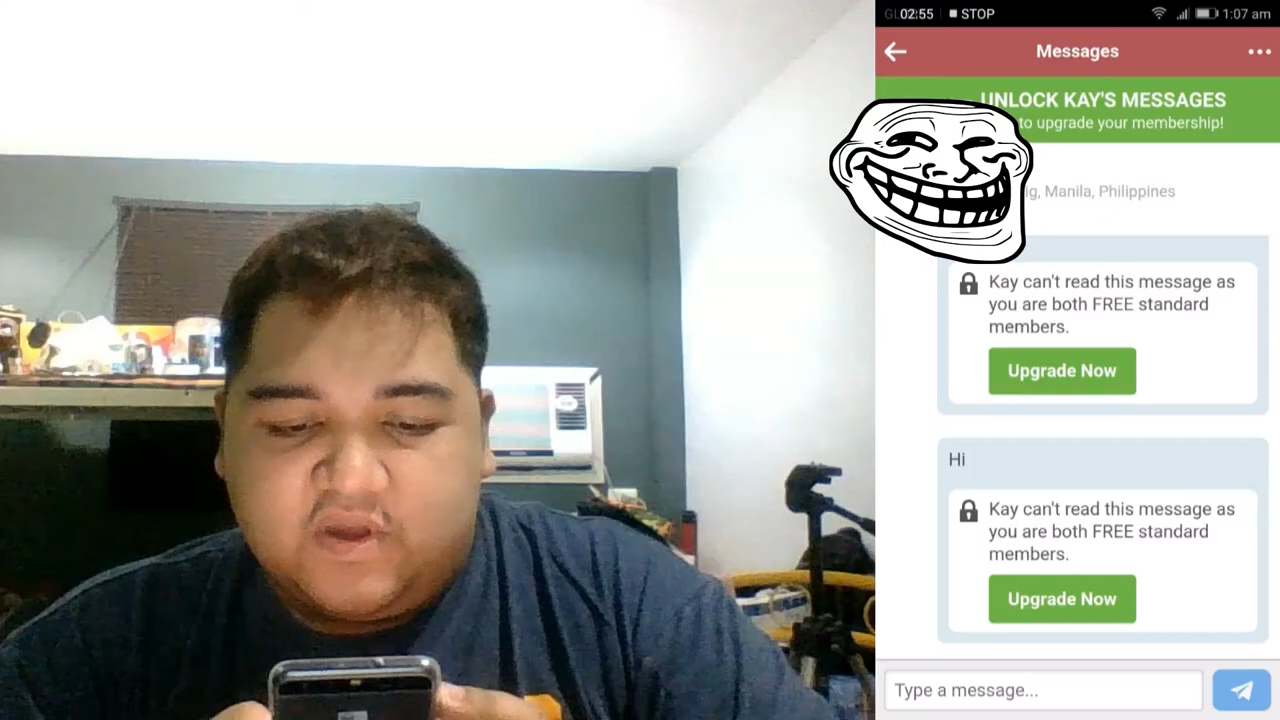 02:55 STOP 1:07 am
Messages
UNLOCK KAY'S MESSAGES
to upgrade your membership!
Manila, Philippines
Kay can't read this message as
you are both FREE standard
members.
Upgrade Now
Hi
Kay can't read this message as
you are both FREE standard
members.
Upgrade Now
Type a message...